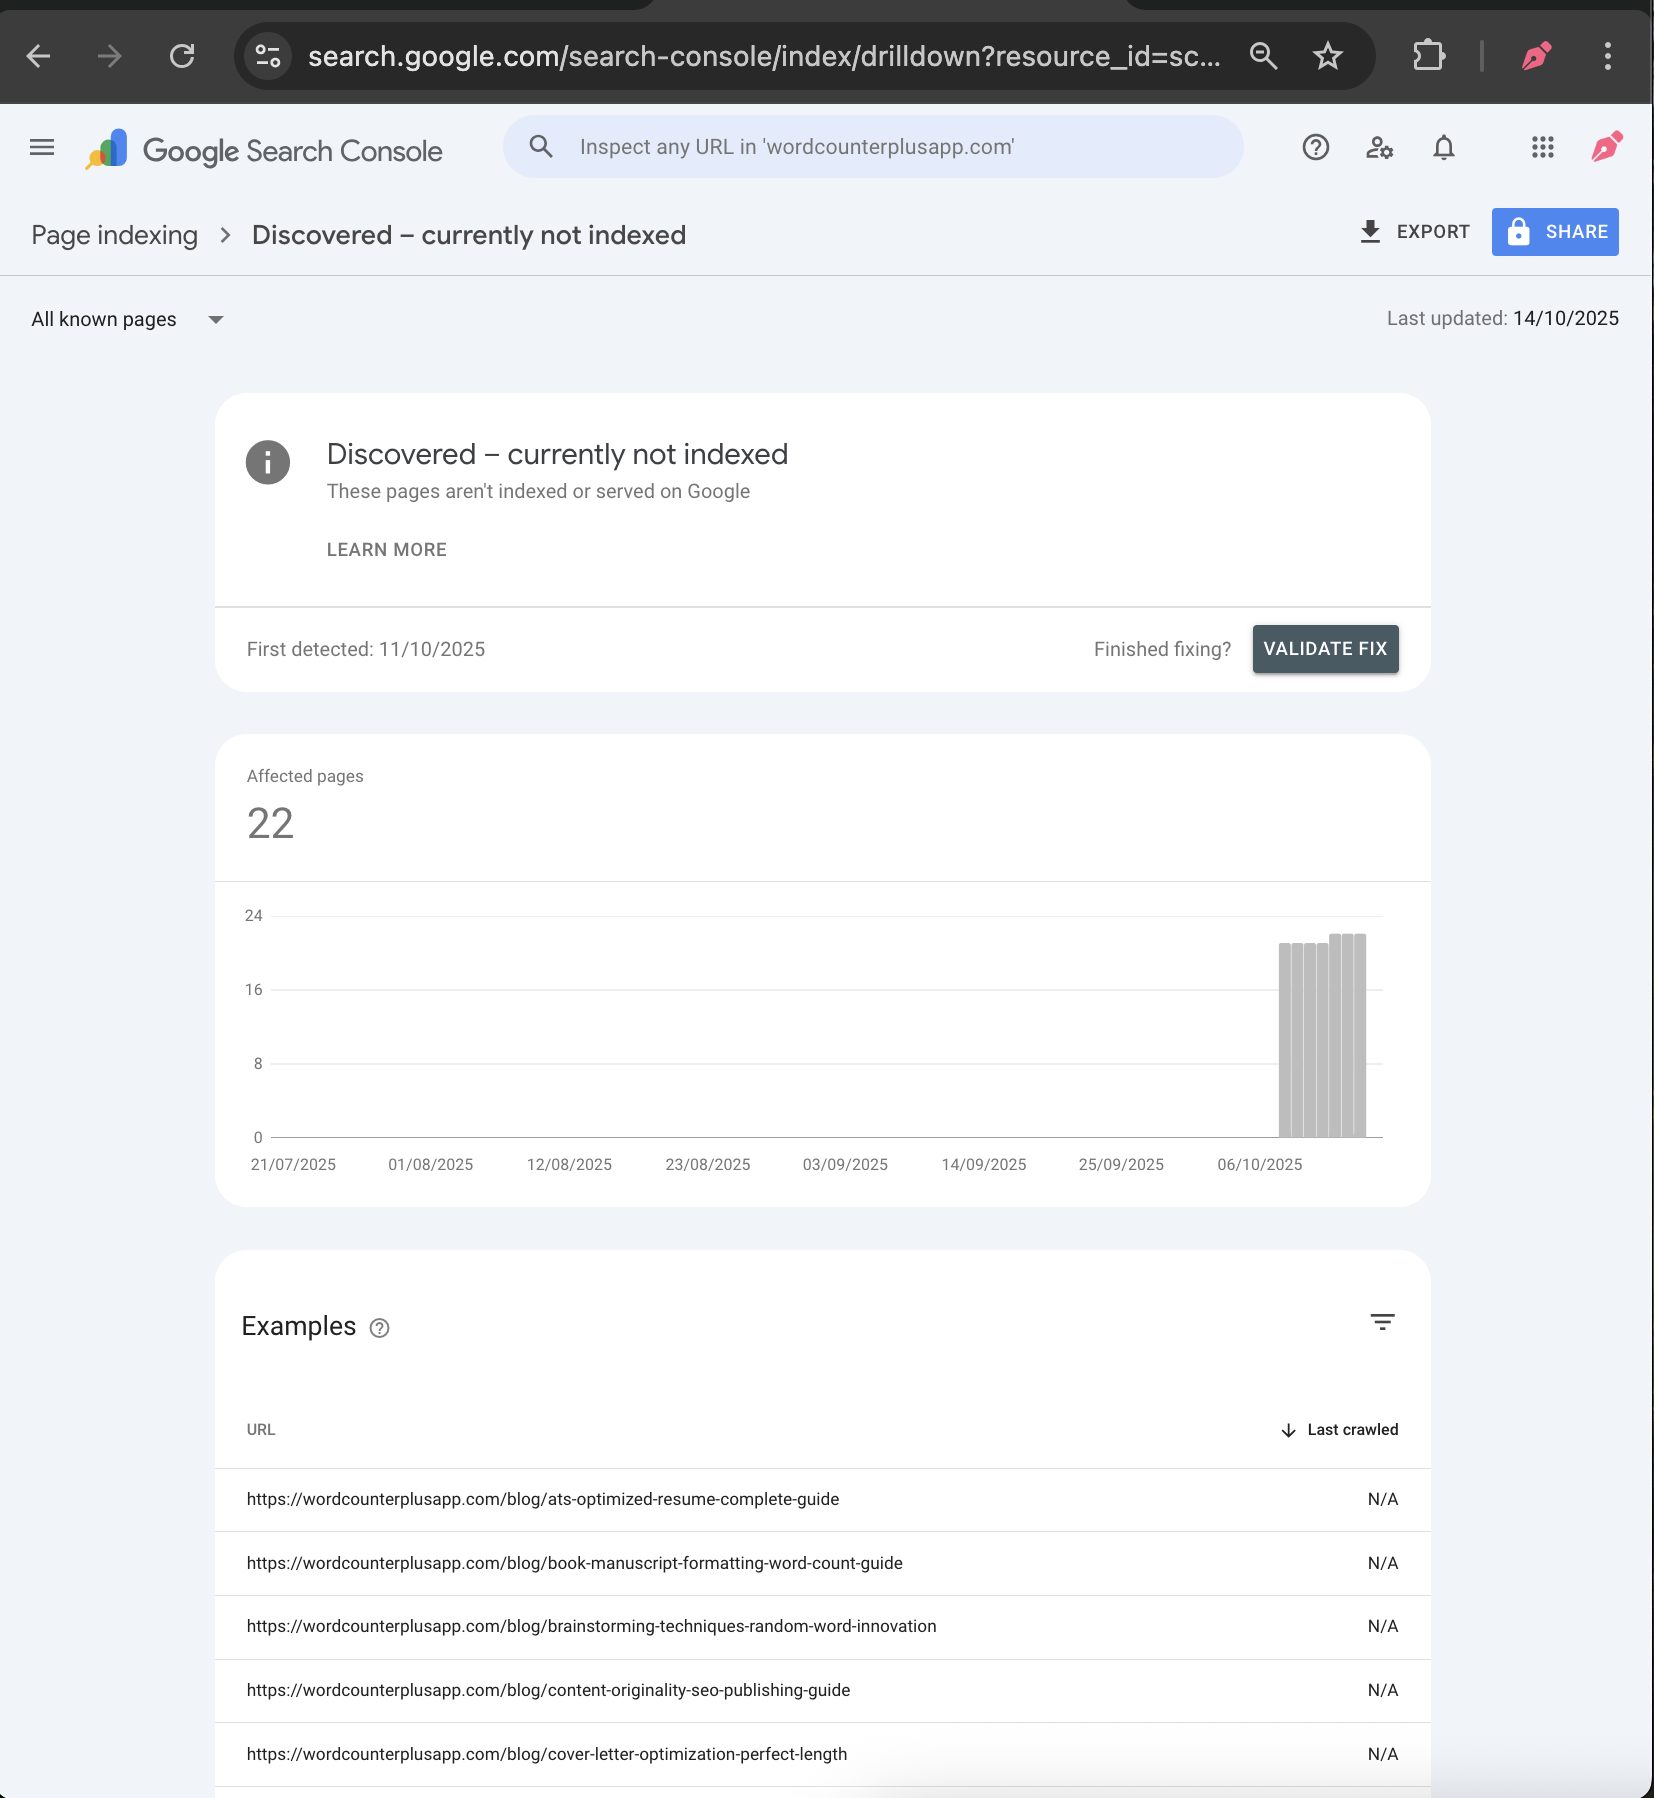 search.google.com/search-console/index/drilldown?resource_id=sc...
Google Search Console
Inspect any URL in 'wordcounterplusapp.com'
Page indexing
Discovered – currently not indexed
EXPORT
SHARE
All known pages
Last updated: 14/10/2025
Discovered – currently not indexed
These pages aren't indexed or served on Google
LEARN MORE
First detected: 11/10/2025
Finished fixing?
VALIDATE FIX
Affected pages
22
24
16
8
0
21/07/2025 01/08/2025 12/08/2025 23/08/2025 03/09/2025 14/09/2025 25/09/2025 06/10/2025
Examples
URL
Last crawled
https://wordcounterplusapp.com/blog/ats-optimized-resume-complete-guide N/A
https://wordcounterplusapp.com/blog/book-manuscript-formatting-word-count-guide N/A
https://wordcounterplusapp.com/blog/brainstorming-techniques-random-word-innovation N/A
https://wordcounterplusapp.com/blog/content-originality-seo-publishing-guide N/A
https://wordcounterplusapp.com/blog/cover-letter-optimization-perfect-length N/A